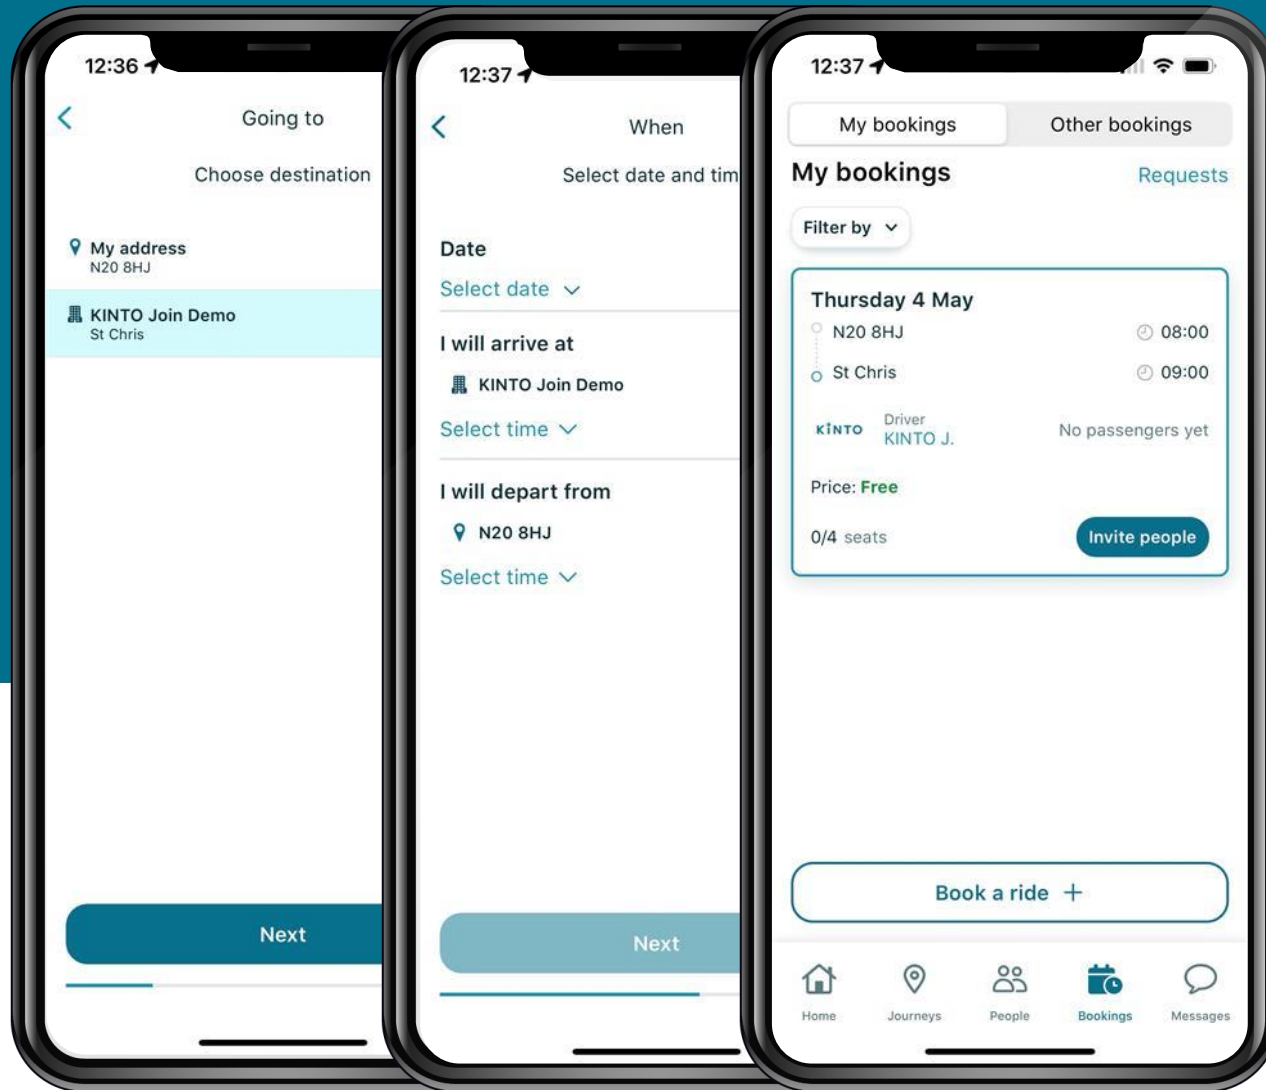 12:36
Going to
Choose destination
My address
N20 8HJ
KINTO Join Demo
St Chris
Next
12:37
When
Select date and tim
Date
Select date
I will arrive at
KINTO Join Demo
Select time
I will depart from
N20 8HJ
Select time
Next
12:37
My bookings Other bookings
My bookings Requests
Filter by
Thursday 4 May
N20 8HJ 08:00
St Chris 09:00
KINTO Driver
KINTO J. No passengers yet
Price: Free
0/4 seats Invite people
Book a ride +
Home Journeys People Bookings Messages